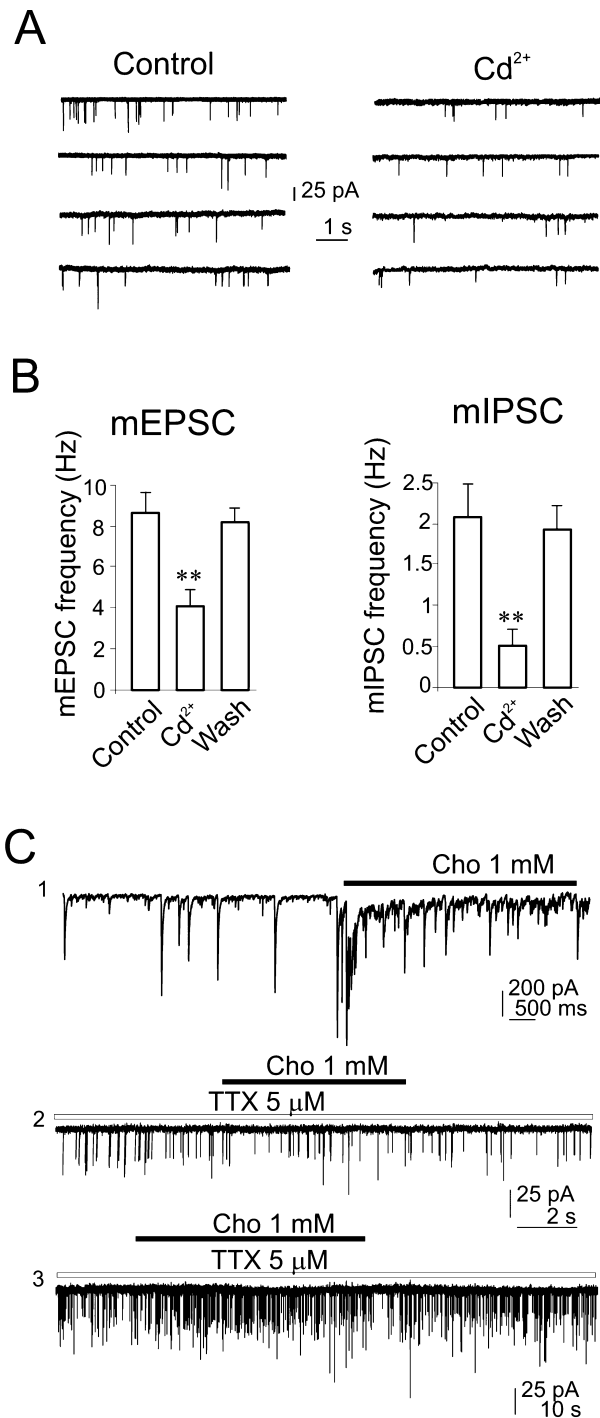 A
Control
Cd2+
25 pA
1 s
B
mEPSC
mEPSC frequency (Hz)
10
8
6
4
2
0
**
Control
Cd2+
Wash
mIPSC
mIPSC frequency (Hz)
2.5
2
1.5
1
0.5
0
**
Control
Cd2+
Wash
C
1
Cho 1 mM
200 pA
500 ms
Cho 1 mM
TTX 5 μM
2
25 pA
2 s
Cho 1 mM
TTX 5 μM
3
25 pA
10 s